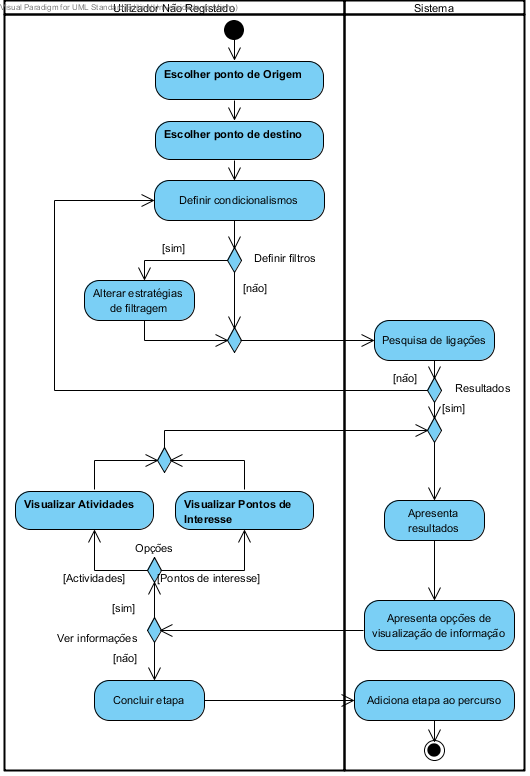 Visual Paradigm for UML Standard
Utilizador Não Registado
Sistema
Escolher ponto de Origem
Escolher ponto de destino
Definir condicionalismos
[sim]
Definir filtros
[não]
Alterar estratégias
de filtragem
Pesquisa de ligações
[não]
Resultados
[sim]
Visualizar Atividades
Visualizar Pontos de
Interesse
Apresenta
resultados
Opções
[Actividades]
[Pontos de interesse]
[sim]
Apresenta opções de
visualização de informação
Ver informações
[não]
Concluir etapa
Adiciona etapa ao percurso